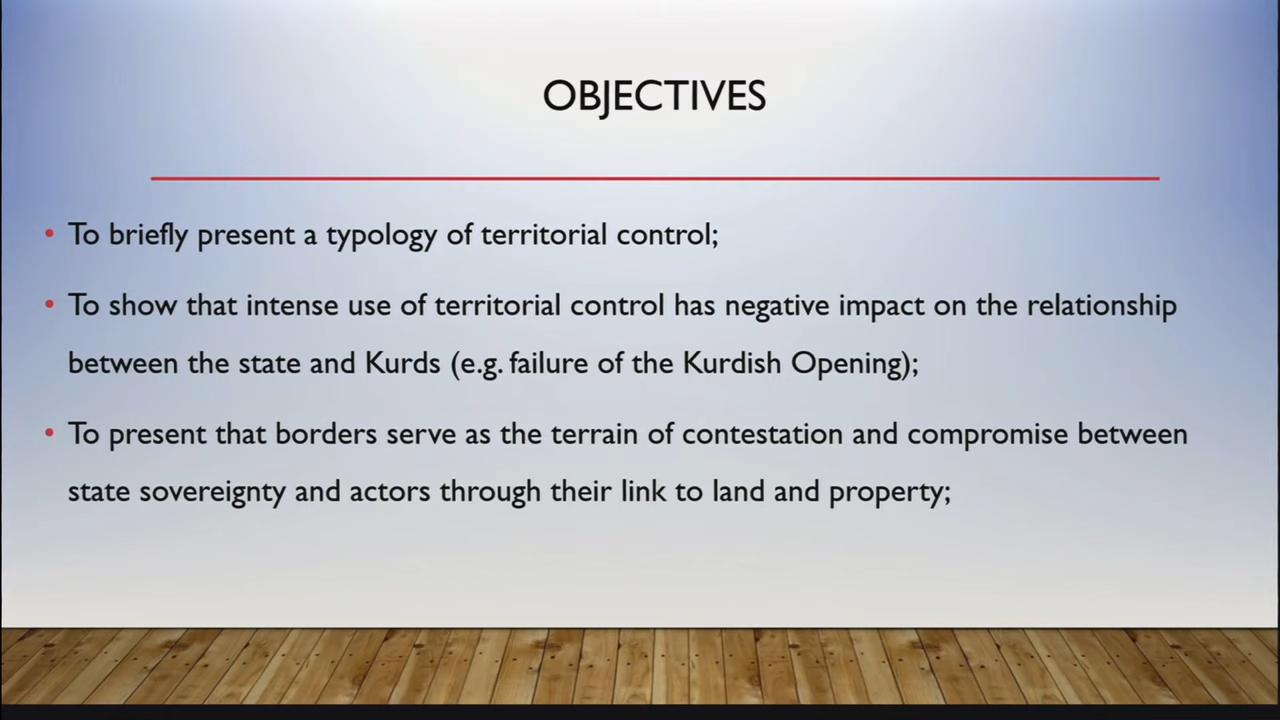 OBJECTIVES
• To briefly present a typology of territorial control;
• To show that intense use of territorial control has negative impact on the relationship
between the state and Kurds (e.g. failure of the Kurdish Opening);
• To present that borders serve as the terrain of contestation and compromise between
state sovereignty and actors through their link to land and property;